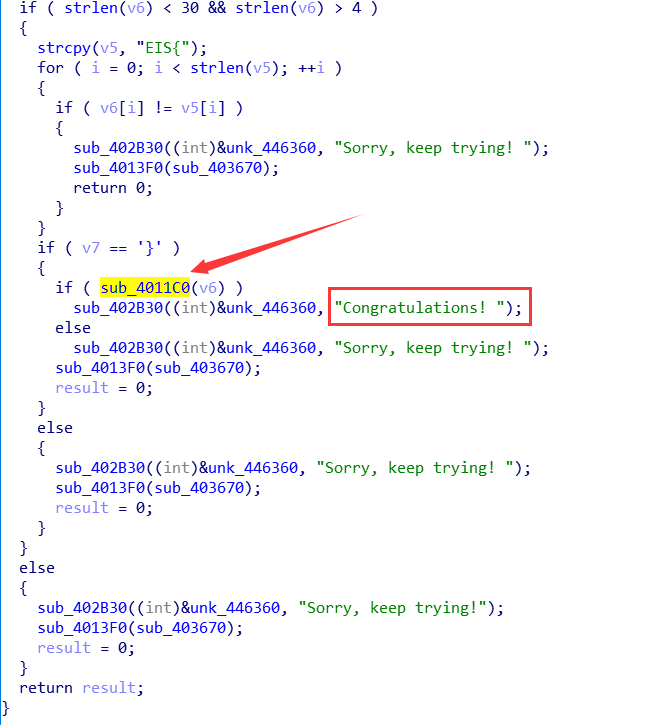 if ( strlen(v6) < 30 && strlen(v6) > 4 )
{
strcpy(v5, "EIS{");
for ( i = 0; i < strlen(v5); ++i )
{
if ( v6[i] != v5[i] )
{
sub_402B30((int)&unk_446360, "Sorry, keep trying! ");
sub_4013F0(sub_403670);
return 0;
}
}
if ( v7 == '}' )
{
if ( sub_4011C0(v6) )
sub_402B30((int)&unk_446360, "Congratulations! ");
else
sub_402B30((int)&unk_446360, "Sorry, keep trying! ");
sub_4013F0(sub_403670);
result = 0;
}
else
{
sub_402B30((int)&unk_446360, "Sorry, keep trying! ");
sub_4013F0(sub_403670);
result = 0;
}
}
else
{
sub_402B30((int)&unk_446360, "Sorry, keep trying!");
sub_4013F0(sub_403670);
result = 0;
}
return result;
}